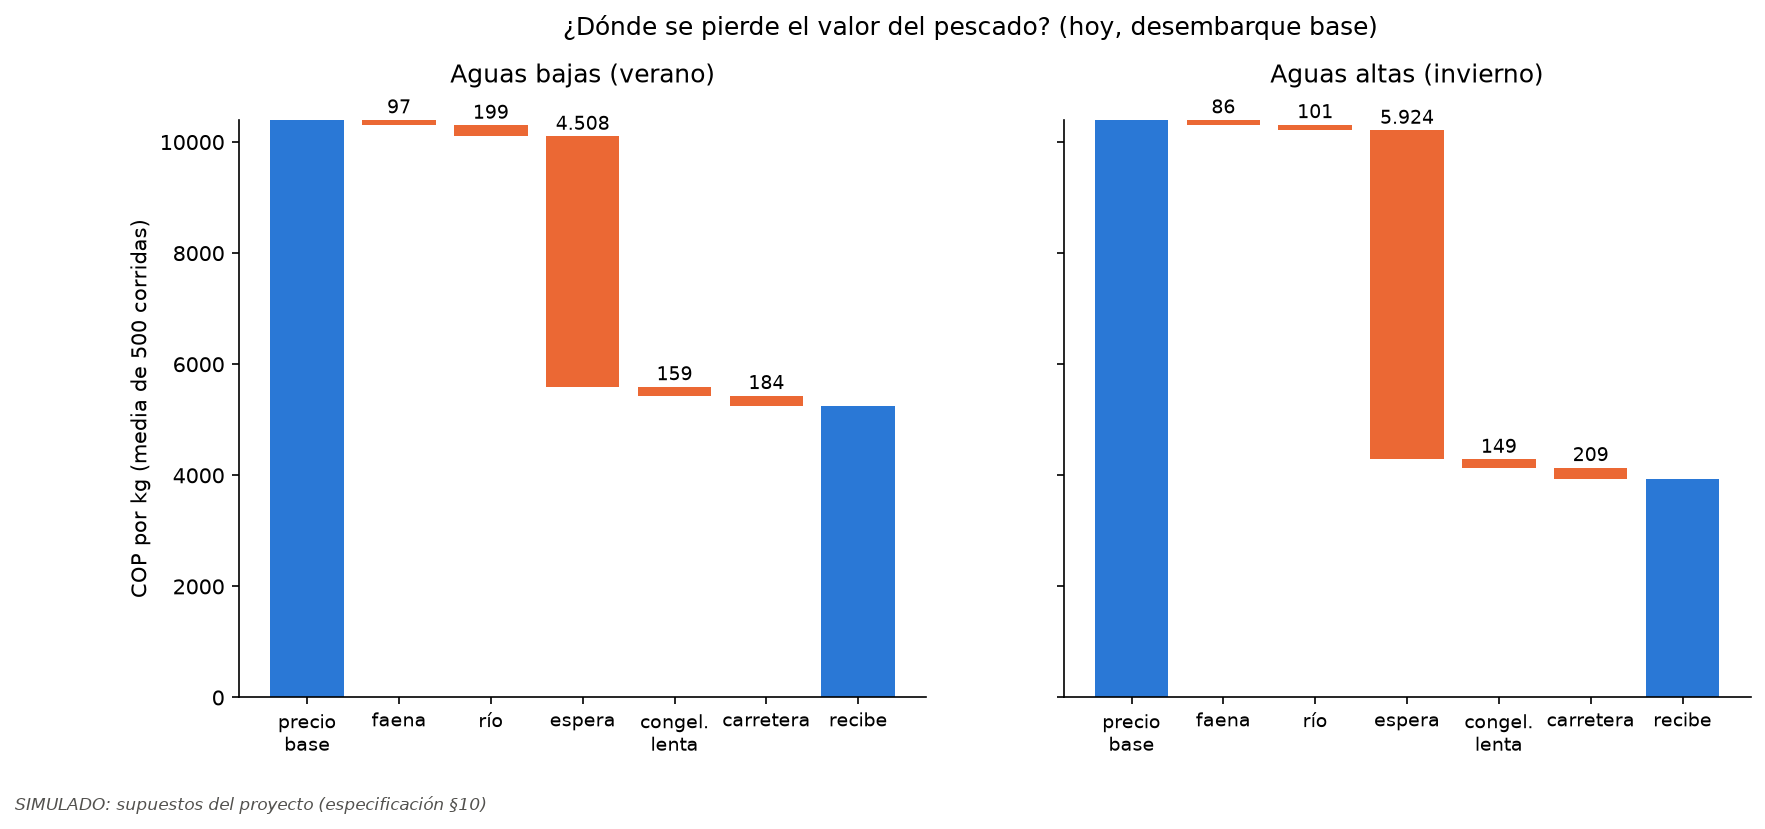 ¿Dónde se pierde el valor del pescado? (hoy, desembarque base)
Aguas bajas (verano)
COP por kg (media de 500 corridas)
10000
8000
6000
4000
2000
0
97
199
4.508
159
184
precio
base
faena
río
espera
congel.
lenta
carretera
recibe
Aguas altas (invierno)
86
101
5.924
149
209
precio
base
faena
río
espera
congel.
lenta
carretera
recibe
SIMULADO: supuestos del proyecto (especificación §10)